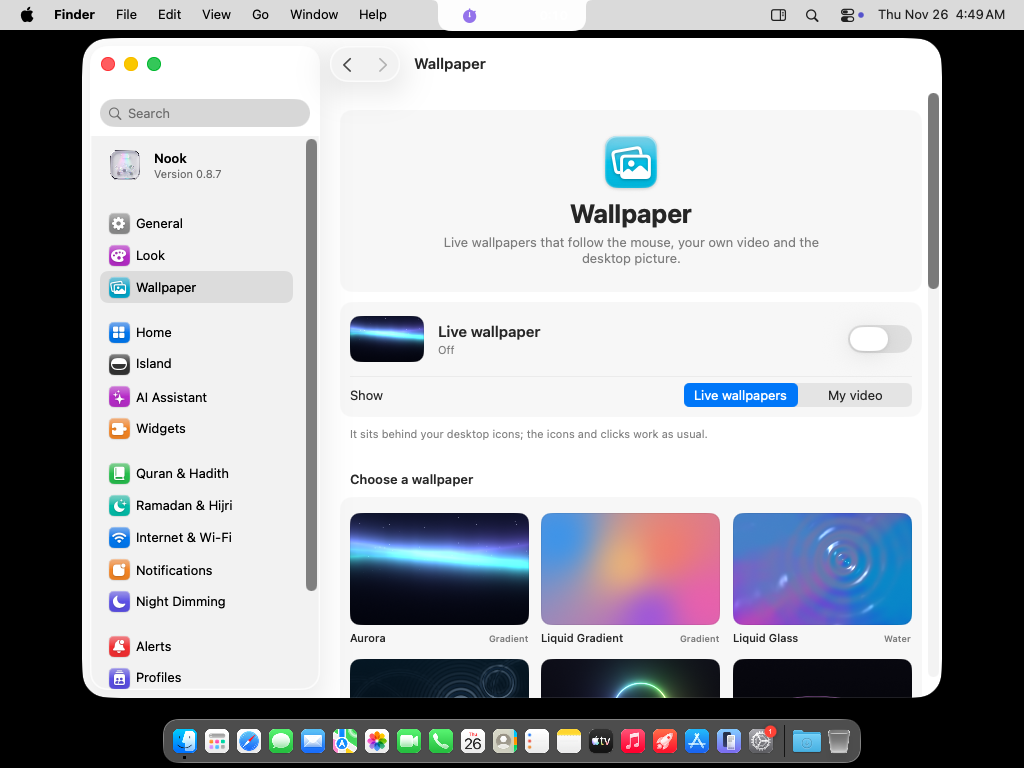 Finder File Edit View Go Window Help Thu Nov 26 4:49 AM
Wallpaper
Search
Nook
Version 0.8.7
General
Look
Wallpaper
Home
Island
AI Assistant
Widgets
Quran & Hadith
Ramadan & Hijri
Internet & Wi-Fi
Notifications
Night Dimming
Alerts
Profiles
Wallpaper
Live wallpapers that follow the mouse, your own video and the
desktop picture.
Live wallpaper
Off
Show Live wallpapers My video
It sits behind your desktop icons; the icons and clicks work as usual.
Choose a wallpaper
Aurora Gradient Liquid Gradient Gradient Liquid Glass Water
Thu
26
tv
1